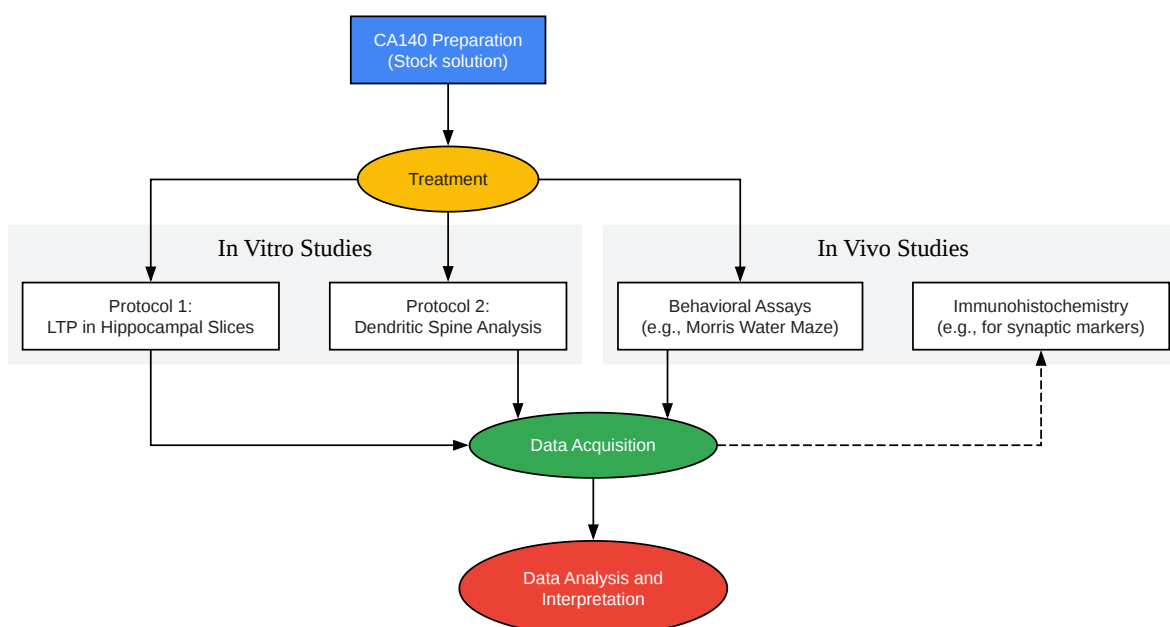 CA140 Preparation
(Stock solution)
Treatment
In Vitro Studies
In Vivo Studies
Protocol 1:
LTP in Hippocampal Slices
Protocol 2:
Dendritic Spine Analysis
Behavioral Assays
(e.g., Morris Water Maze)
Immunohistochemistry
(e.g., for synaptic markers)
Data Acquisition
Data Analysis and
Interpretation